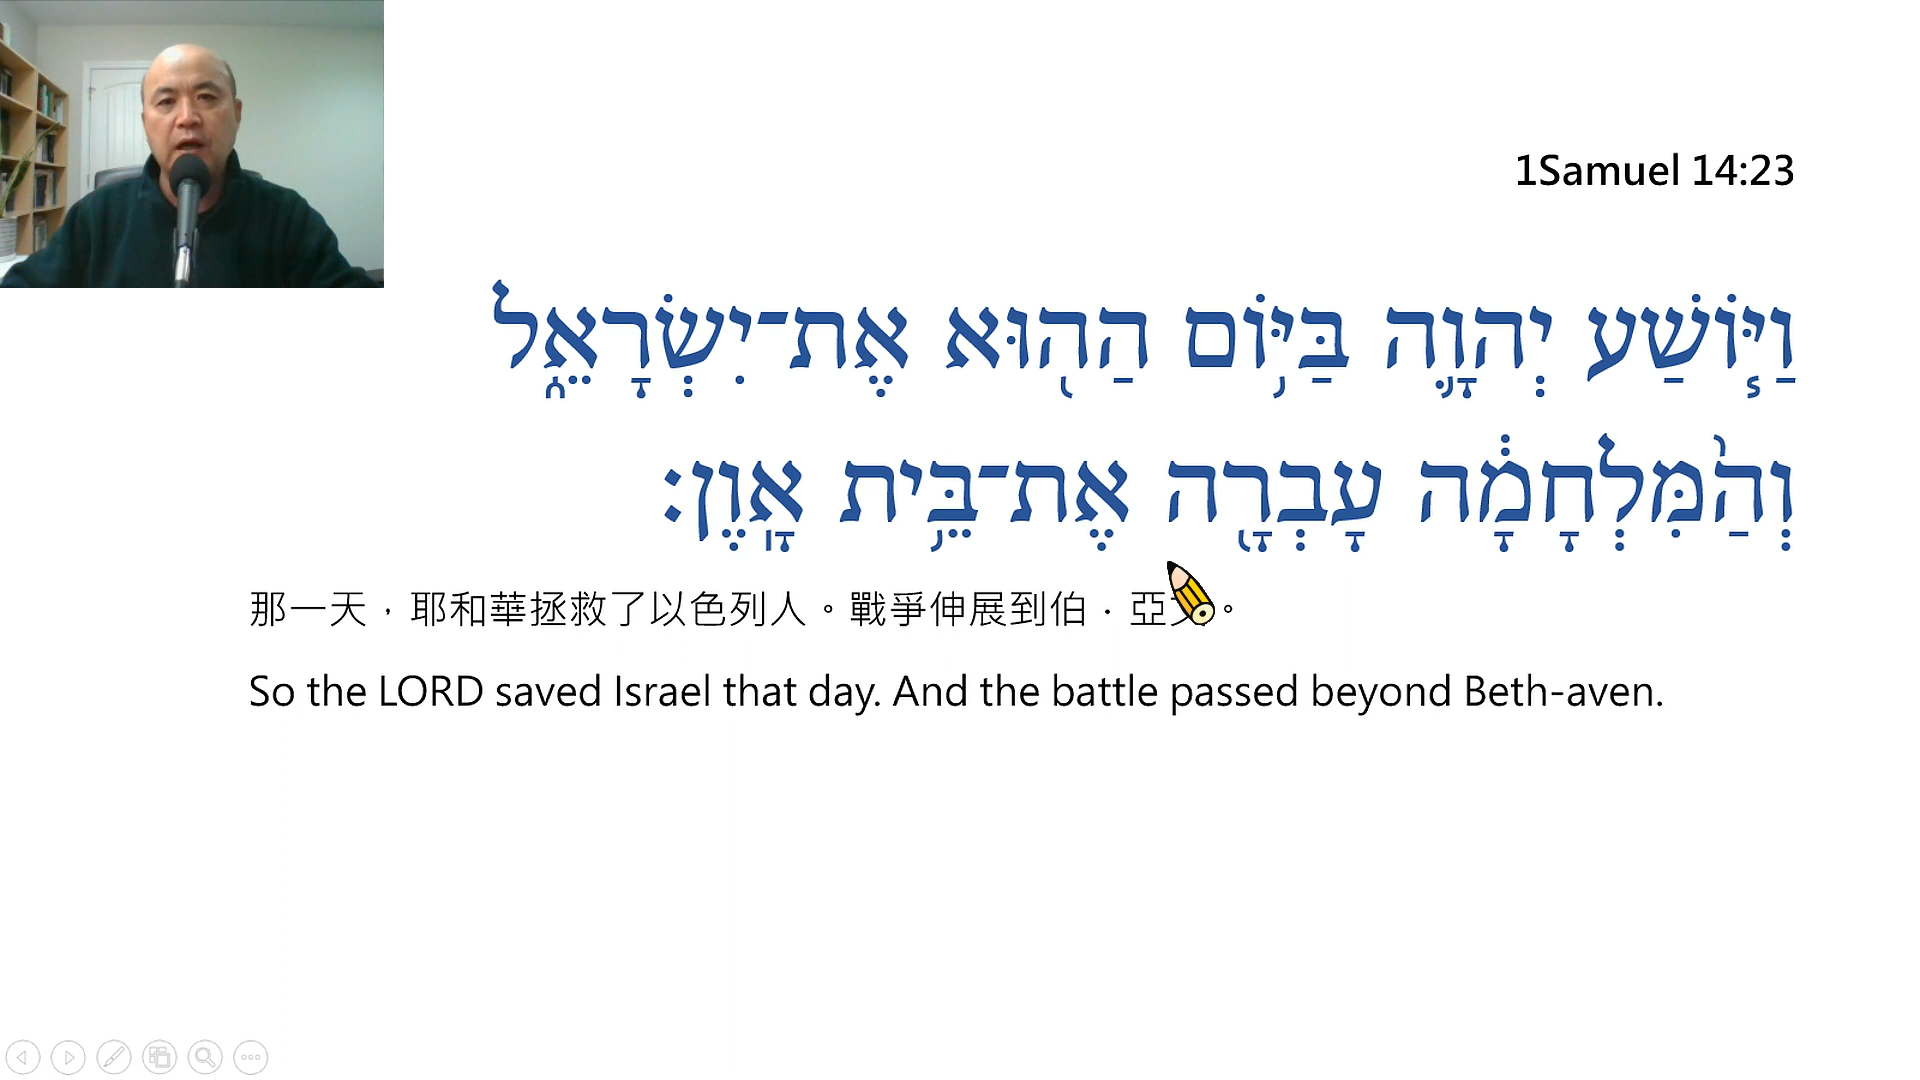 1Samuel 14:23
וַיּ֨וֹשַׁע יְהוָ֛ה בַּיּ֥וֹם הַה֖וּא אֶת־יִשְׂרָאֵ֑ל
וְהַ֨מִּלְחָמָ֔ה עָבְרָ֖ה אֶת־בֵּ֥ית אָֽוֶן׃
那一天，耶和華拯救了以色列人。戰爭伸展到伯．亞 。
So the LORD saved Israel that day. And the battle passed beyond Beth-aven.